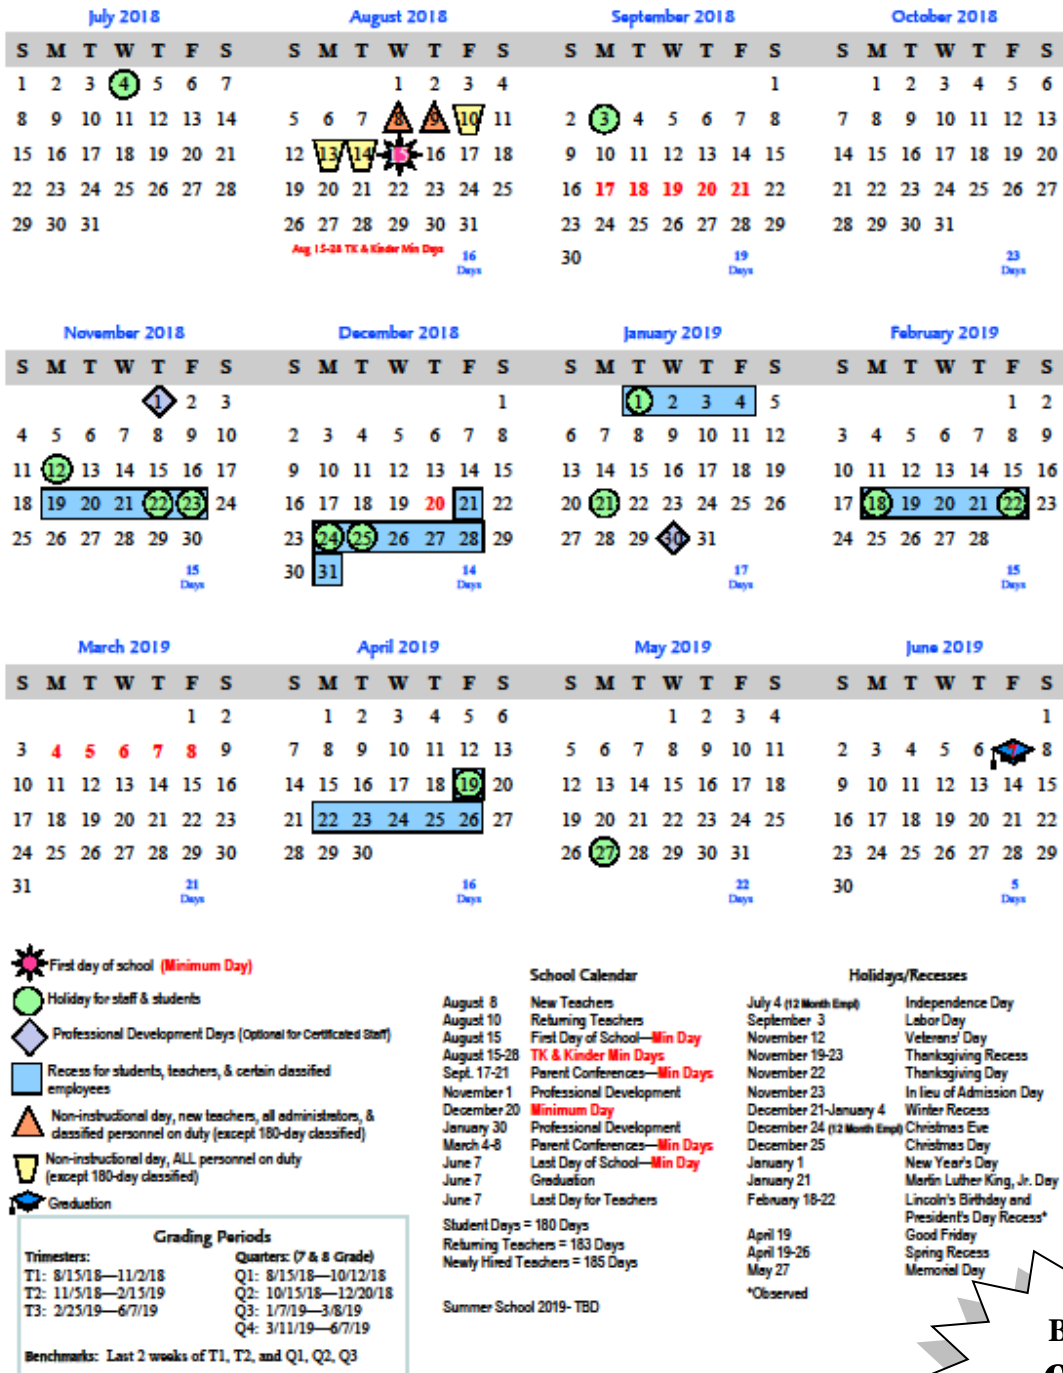 July 2018 August 2018 September 2018 October 2018
S M T W T F S S M T W T F S S M T W T F S S M T W T F S
1 2 3 4 5 6 7 1 2 3 4 1 1 2 3 4 5 6
8 9 10 11 12 13 14 5 6 7 8 9 10 11 2 3 4 5 6 7 8 7 8 9 10 11 12 13
15 16 17 18 19 20 21 12 13 14 15 16 17 18 9 10 11 12 13 14 15 14 15 16 17 18 19 20
22 23 24 25 26 27 28 19 20 21 22 23 24 25 16 17 18 19 20 21 22 21 22 23 24 25 26 27
29 30 31 26 27 28 29 30 31 23 24 25 26 27 28 29 28 29 30 31
Aug 15-28 TK & Kinder Min Days 16 Days 30 19 Days 23 Days
November 2018 December 2018 January 2019 February 2019
S M T W T F S S M T W T F S S M T W T F S S M T W T F S
1 2 3 1 1 2 3 4 5 1 2
4 5 6 7 8 9 10 2 3 4 5 6 7 8 6 7 8 9 10 11 12 3 4 5 6 7 8 9
11 12 13 14 15 16 17 9 10 11 12 13 14 15 13 14 15 16 17 18 19 10 11 12 13 14 15 16
18 19 20 21 22 23 24 16 17 18 19 20 21 22 20 21 22 23 24 25 26 17 18 19 20 21 22 23
25 26 27 28 29 30 23 24 25 26 27 28 29 27 28 29 30 31 24 25 26 27 28
15 Days 30 31 14 Days 17 Days 15 Days
March 2019 April 2019 May 2019 June 2019
S M T W T F S S M T W T F S S M T W T F S S M T W T F S
1 2 1 2 3 4 5 6 1 2 3 4 1
3 4 5 6 7 8 9 7 8 9 10 11 12 13 5 6 7 8 9 10 11 2 3 4 5 6 7 8
10 11 12 13 14 15 16 14 15 16 17 18 19 20 12 13 14 15 16 17 18 9 10 11 12 13 14 15
17 18 19 20 21 22 23 21 22 23 24 25 26 27 19 20 21 22 23 24 25 16 17 18 19 20 21 22
24 25 26 27 28 29 30 28 29 30 26 27 28 29 30 31 23 24 25 26 27 28 29
31 21 Days 16 Days 22 Days 30 5 Days
First day of school (Minimum Day)
Holiday for staff & students
Professional Development Days (Optional for Certificated Staff)
Recess for students, teachers, & certain classified
employees
Non-instructional day, new teachers, all administrators, &
classified personnel on duty (except 180-day classified)
Non-instructional day, ALL personnel on duty
(except 180-day classified)
Graduation
Grading Periods
Trimesters:
T1: 8/15/18—11/2/18
T2: 11/5/18—2/15/19
T3: 2/25/19—6/7/19
Quarters: (7 & 8 Grade)
Q1: 8/15/18—10/12/18
Q2: 10/15/18—12/20/18
Q3: 1/7/19—3/8/19
Q4: 3/11/19—6/7/19
Benchmarks: Last 2 weeks of T1, T2, and Q1, Q2, Q3
School Calendar
August 8 New Teachers
August 10 Returning Teachers
August 15 First Day of School—Min Day
August 15-28 TK & Kinder Min Days
Sept. 17-21 Parent Conferences—Min Days
November 1 Professional Development
December 20 Minimum Day
January 30 Professional Development
March 4-8 Parent Conferences—Min Days
June 7 Last Day of School—Min Day
June 7 Graduation
June 7 Last Day for Teachers
Student Days = 180 Days
Returning Teachers = 183 Days
Newly Hired Teachers = 185 Days
Summer School 2019- TBD
Holidays/Recesses
July 4 (12 Month Empl) Independence Day
September 3 Labor Day
November 12 Veterans' Day
November 19-23 Thanksgiving Recess
November 22 Thanksgiving Day
November 23 In lieu of Admission Day
December 21-January 4 Winter Recess
December 24 (12 Month Empl) Christmas Eve
December 25 Christmas Day
January 1 New Year's Day
January 21 Martin Luther King, Jr. Day
February 18-22 Lincoln's Birthday and
President's Day Recess*
April 19 Good Friday
April 19-26 Spring Recess
May 27 Memorial Day
*Observed
B